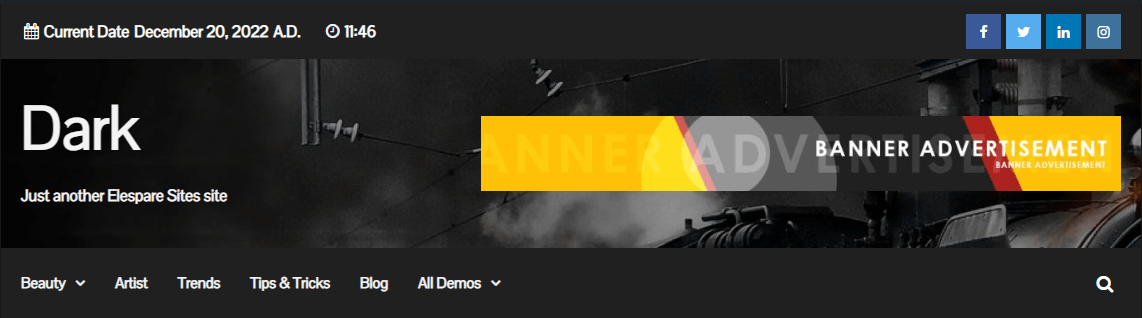 Current Date December 20, 2022 A.D. 11:46
Dark
BANNER ADVERTISEMENT
BANNER ADVERTISEMENT
BANNER ADVERTISEMENT
Just another Elespare Sites site
Beauty Artist Trends Tips & Tricks Blog All Demos